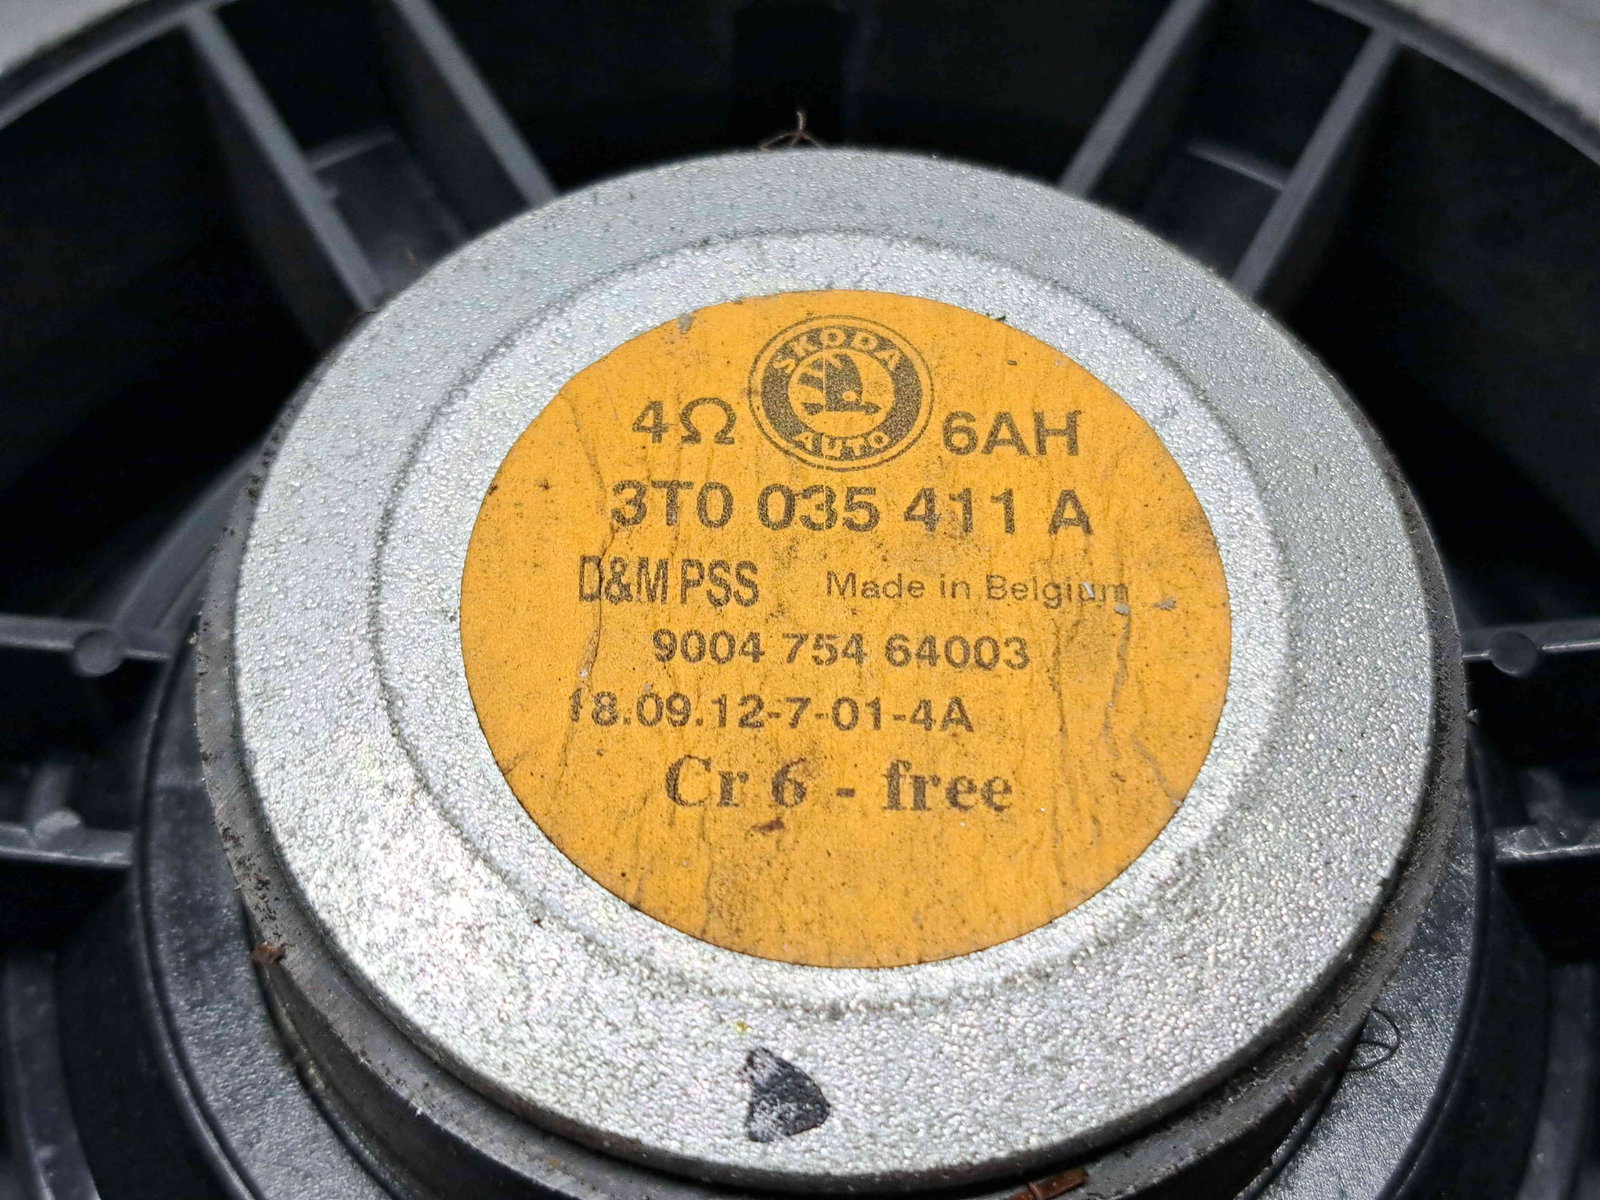 ŠKODA
AUTO
4Ω 6AH
3T0 035 411 A
D&M PSS Made in Belgium
9004 754 64003
18.09.12-7-01-4A
Cr 6 - free